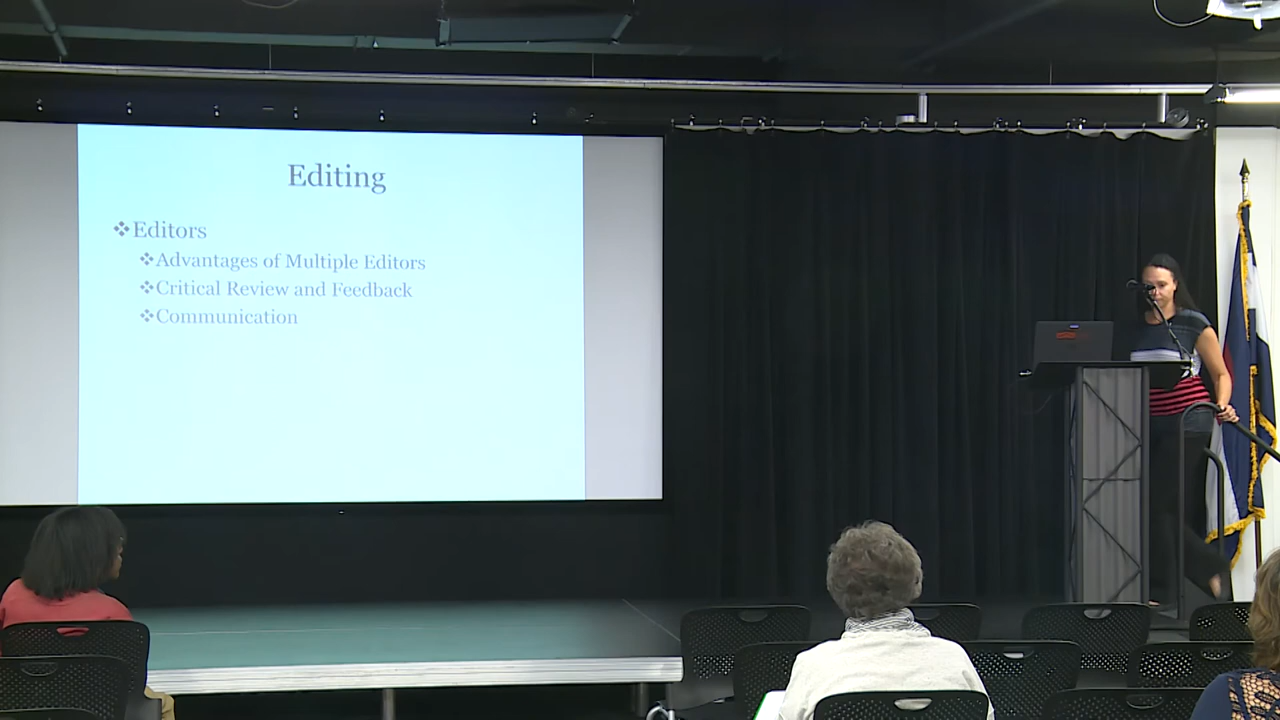 Editing
❖Editors
❖Advantages of Multiple Editors
❖Critical Review and Feedback
❖Communication